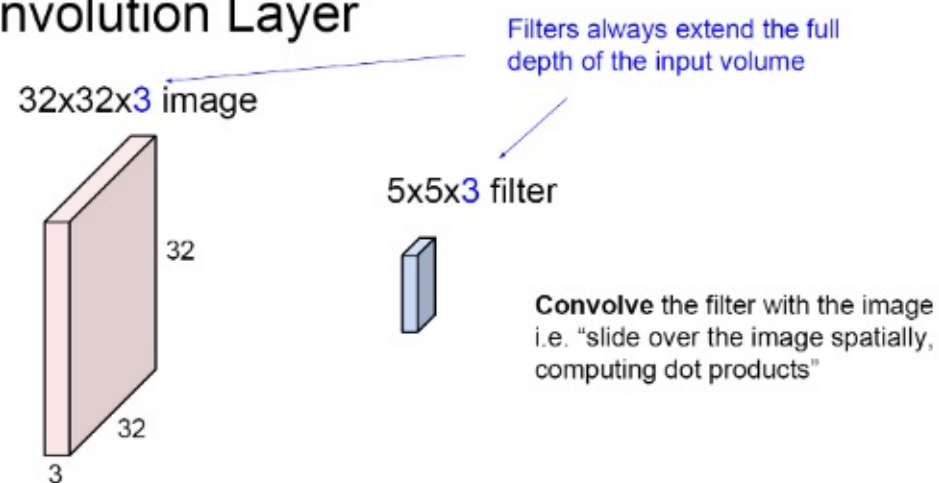 nvolution Layer
Filters always extend the full
depth of the input volume
32x32x3 image
5x5x3 filter
32
Convolve the filter with the image
i.e. “slide over the image spatially,
computing dot products”
32
3